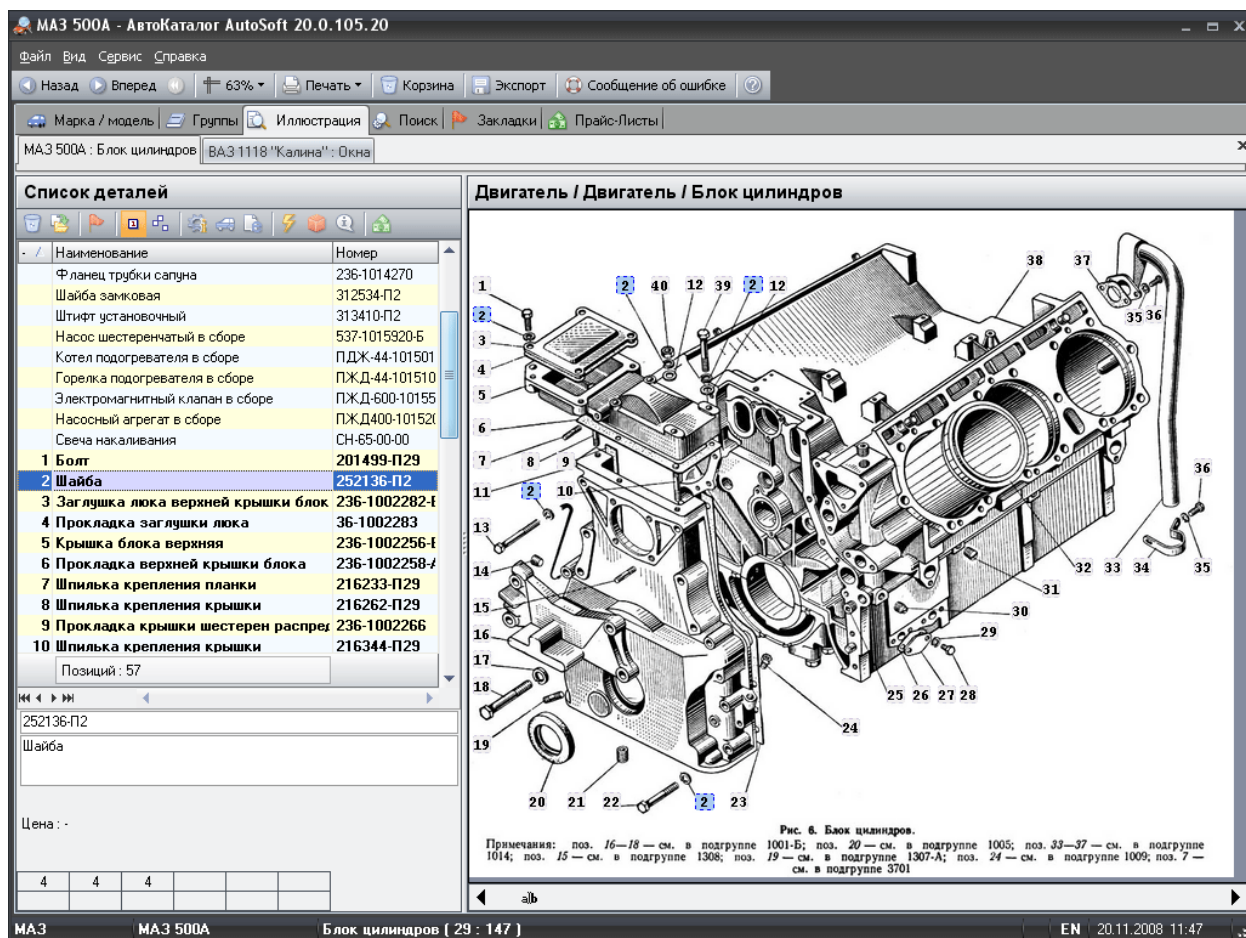 МАЗ 500А - АвтоКаталог AutoSoft 20.0.105.20
Файл Вид Сервис Справка
Назад Вперед 63% Печать Корзина Экспорт Сообщение об ошибке
Марка / модель Группы Иллюстрация Поиск Закладки Прайс-Листы
МАЗ 500А : Блок цилиндров ВАЗ 1118 "Калина" : Окна
Список деталей
Наименование Номер
Фланец трубки сапуна 236-1014270
Шайба замковая 312534-П2
Штифт установочный 313410-П2
Насос шестеренчатый в сборе 537-1015920-Б
Котел подогревателя в сборе ПДЖ-44-101501
Горелка подогревателя в сборе ПЖД-44-101510
Электромагнитный клапан в сборе ПЖД-600-10155
Насосный агрегат в сборе ПЖД400-101520
Свеча накаливания СН-65-00-00
1 Болт 201499-П29
2 Шайба 252136-П2
3 Заглушка люка верхней крышки блок 236-1002282-
4 Прокладка заглушки люка 36-1002283
5 Крышка блока верхняя 236-1002256-
6 Прокладка верхней крышки блока 236-1002258-
7 Шпилька крепления планки 216233-П29
8 Шпилька крепления крышки 216262-П29
9 Прокладка крышки шестерен распред 236-1002266
10 Шпилька крепления крышки 216344-П29
Позиций : 57
252136-П2
Шайба
Цена : -
4 4 4
Двигатель / Двигатель / Блок цилиндров
38 37
1 2 40 12 39 2 12
35 36
2
3
4
5
6
7 8 9
11 10
2
36
13
14
32 33 34 35
31
15
30
16
29
17
18
25 26 27 28
24
19
20 21 22 2 23
Рис. 6. Блок цилиндров.
Примечания: поз. 16—18 — см. в подгруппе 1001-Б; поз. 20 — см. в подгруппе 1005; поз. 33—37 — см. в подгруппе
1014; поз. 15 — см. в подгруппе 1308; поз. 19 — см. в подгруппе 1307-А; поз. 24 — см. в подгруппе 1009; поз. 7 —
см. в подгруппе 3701
a|b
МАЗ МАЗ 500А Блок цилиндров ( 29 : 147 ) EN 20.11.2008 11:47